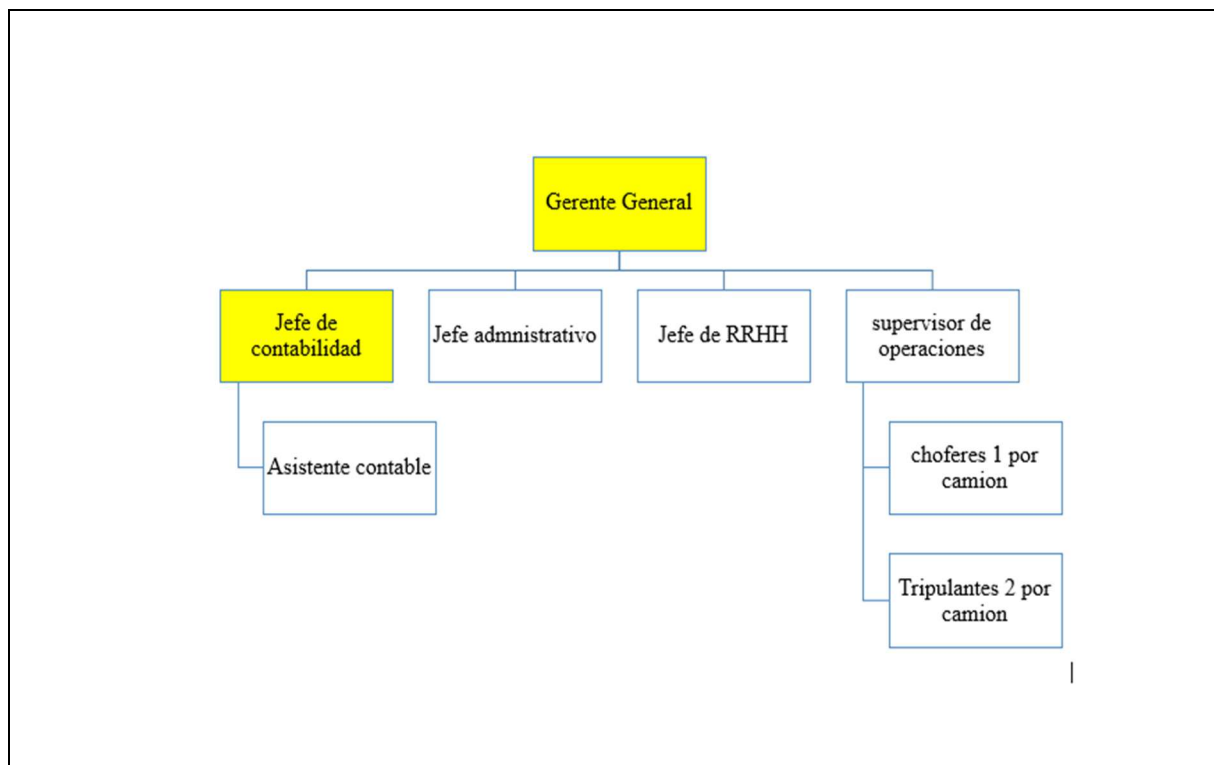 Gerente General
Jefe de
contabilidad
Jefe admnistrativo
Jefe de RRHH
supervisor de
operaciones
Asistente contable
choferes 1 por
camion
Tripulantes 2 por
camion